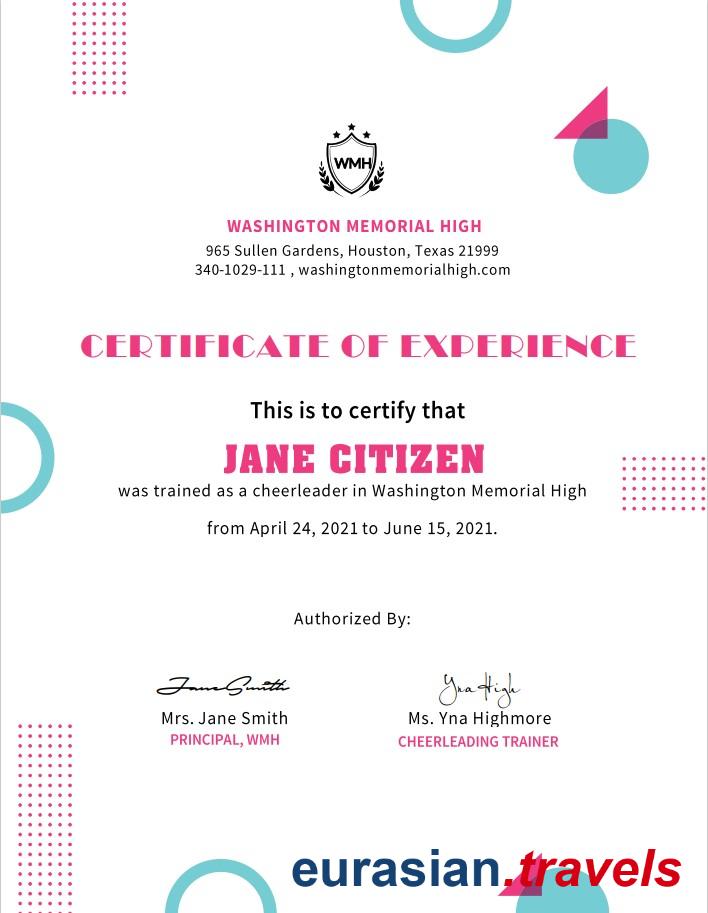 WMH
WASHINGTON MEMORIAL HIGH
965 Sullen Gardens, Houston, Texas 21999
340-1029-111 , washingtonmemorialhigh.com
CERTIFICATE OF EXPERIENCE
This is to certify that
JANE CITIZEN
was trained as a cheerleader in Washington Memorial High
from April 24, 2021 to June 15, 2021.
Authorized By:
Jane Smith
Yna High
Mrs. Jane Smith
Ms. Yna Highmore
PRINCIPAL, WMH
CHEERLEADING TRAINER
eurasian.travels